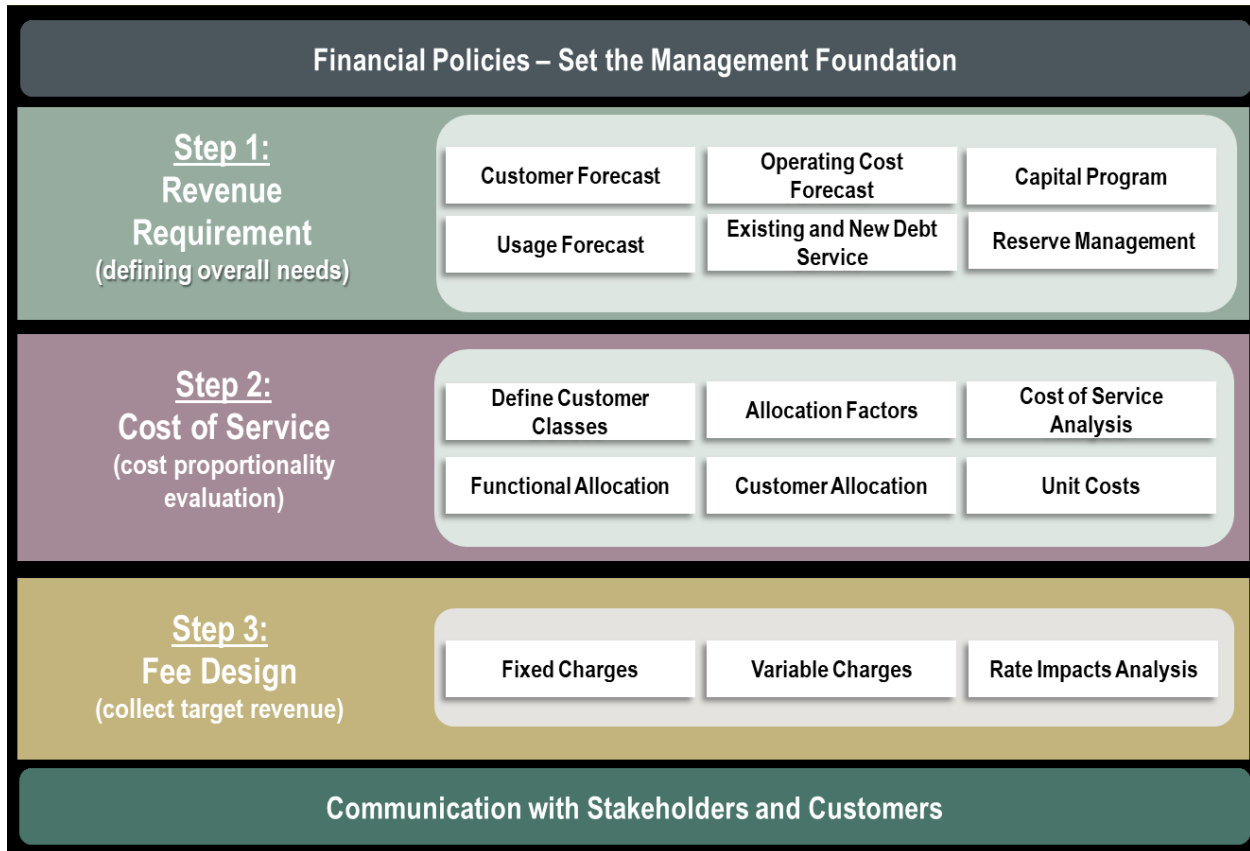 Financial Policies – Set the Management Foundation
Step 1:
Revenue
Requirement
(defining overall needs)
Customer Forecast
Operating Cost
Forecast
Capital Program
Usage Forecast
Existing and New Debt
Service
Reserve Management
Step 2:
Cost of Service
(cost proportionality
evaluation)
Define Customer
Classes
Allocation Factors
Cost of Service
Analysis
Functional Allocation
Customer Allocation
Unit Costs
Step 3:
Fee Design
(collect target revenue)
Fixed Charges
Variable Charges
Rate Impacts Analysis
Communication with Stakeholders and Customers